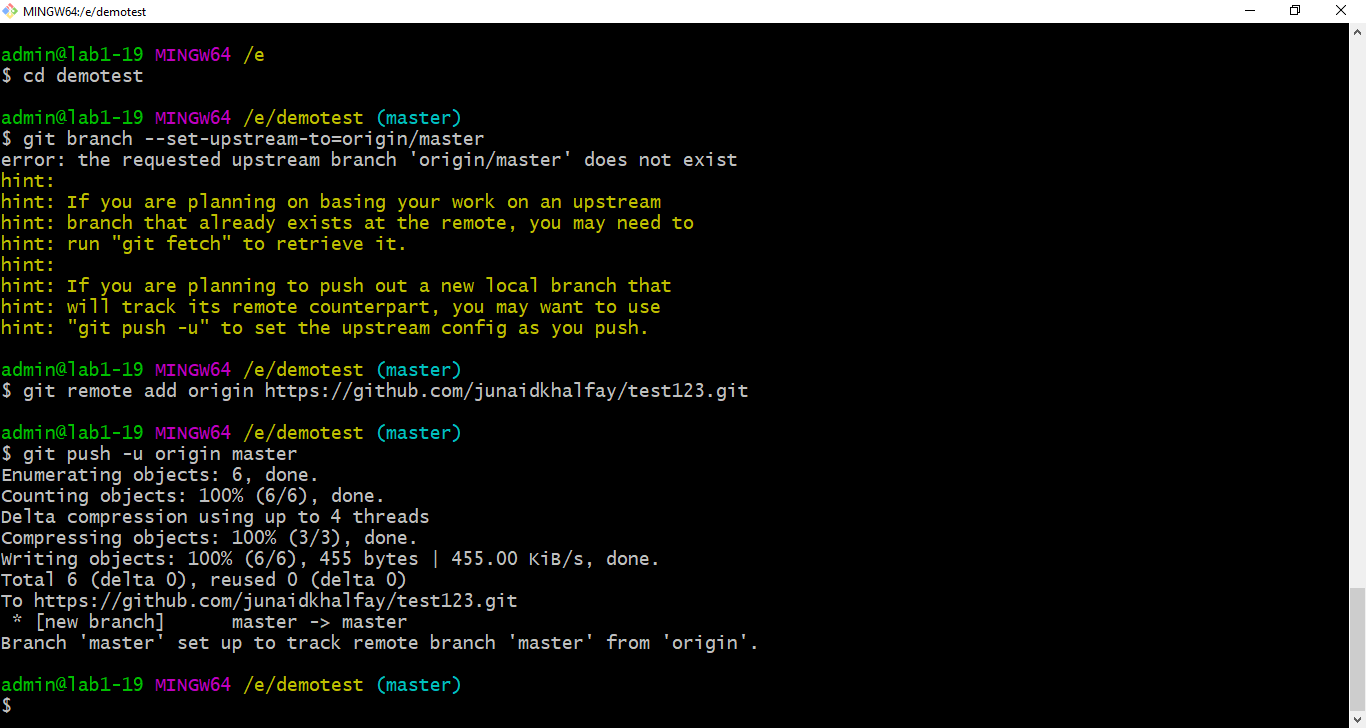 MINGW64:/e/demotest
admin@lab1-19 MINGW64 /e
$ cd demotest
admin@lab1-19 MINGW64 /e/demotest (master)
$ git branch --set-upstream-to=origin/master
error: the requested upstream branch 'origin/master' does not exist
hint:
hint: If you are planning on basing your work on an upstream
hint: branch that already exists at the remote, you may need to
hint: run "git fetch" to retrieve it.
hint:
hint: If you are planning to push out a new local branch that
hint: will track its remote counterpart, you may want to use
hint: "git push -u" to set the upstream config as you push.
admin@lab1-19 MINGW64 /e/demotest (master)
$ git remote add origin https://github.com/junaidkhalfay/test123.git
admin@lab1-19 MINGW64 /e/demotest (master)
$ git push -u origin master
Enumerating objects: 6, done.
Counting objects: 100% (6/6), done.
Delta compression using up to 4 threads
Compressing objects: 100% (3/3), done.
Writing objects: 100% (6/6), 455 bytes | 455.00 KiB/s, done.
Total 6 (delta 0), reused 0 (delta 0)
To https://github.com/junaidkhalfay/test123.git
 * [new branch]      master -> master
Branch 'master' set up to track remote branch 'master' from 'origin'.
admin@lab1-19 MINGW64 /e/demotest (master)
$